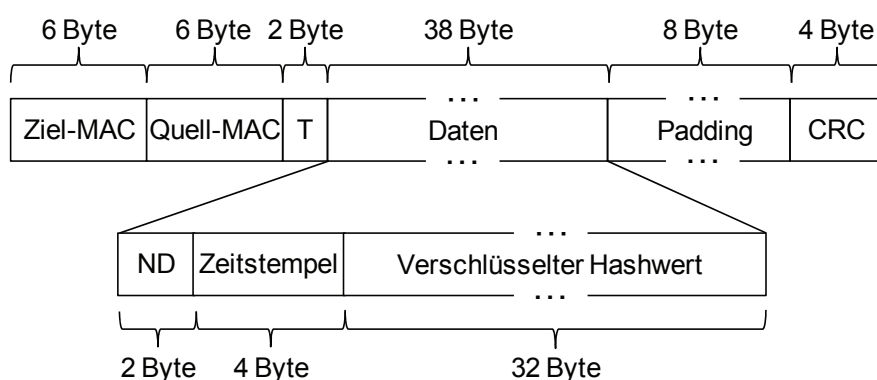 6 Byte 6 Byte 2 Byte 38 Byte 8 Byte 4 Byte
Ziel-MAC Quell-MAC T Daten Padding CRC
ND Zeitstempel Verschlüsselter Hashwert
2 Byte 4 Byte 32 Byte